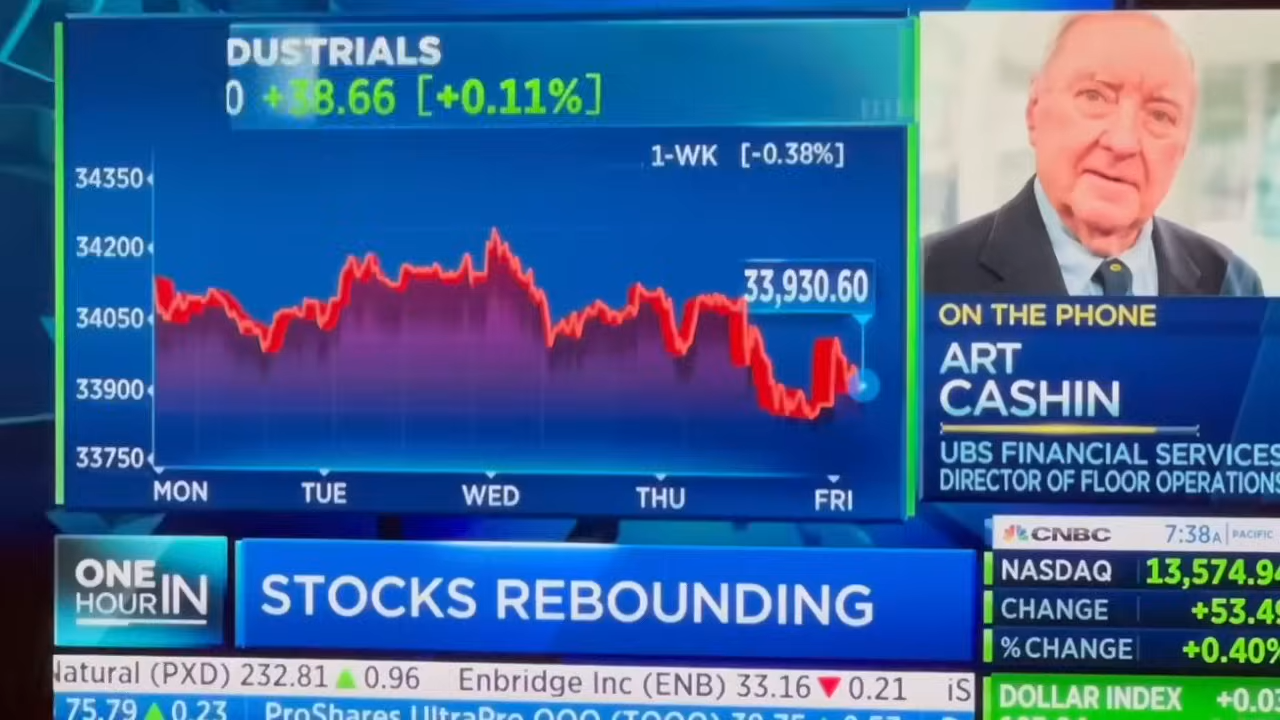 DUSTRIALS
0 +38.66 [+0.11%]
1-WK [-0.38%]
34350
34200
34050
33900
33750
33,930.60
MON TUE WED THU FRI
ON THE PHONE
ART
CASHIN
UBS FINANCIAL SERVICES
DIRECTOR OF FLOOR OPERATIONS
ONE
HOUR IN
STOCKS REBOUNDING
CNBC 7:38A PACIFIC
NASDAQ 13,574.94
CHANGE +53.49
% CHANGE +0.40%
DOLLAR INDEX +0.03
Natural (PXD) 232.81 ▲ 0.96 Enbridge Inc (ENB) 33.16 ▼ 0.21 iS
75.79 ▲ 0.23 ProShares UltraPro QQQ (TQQQ)